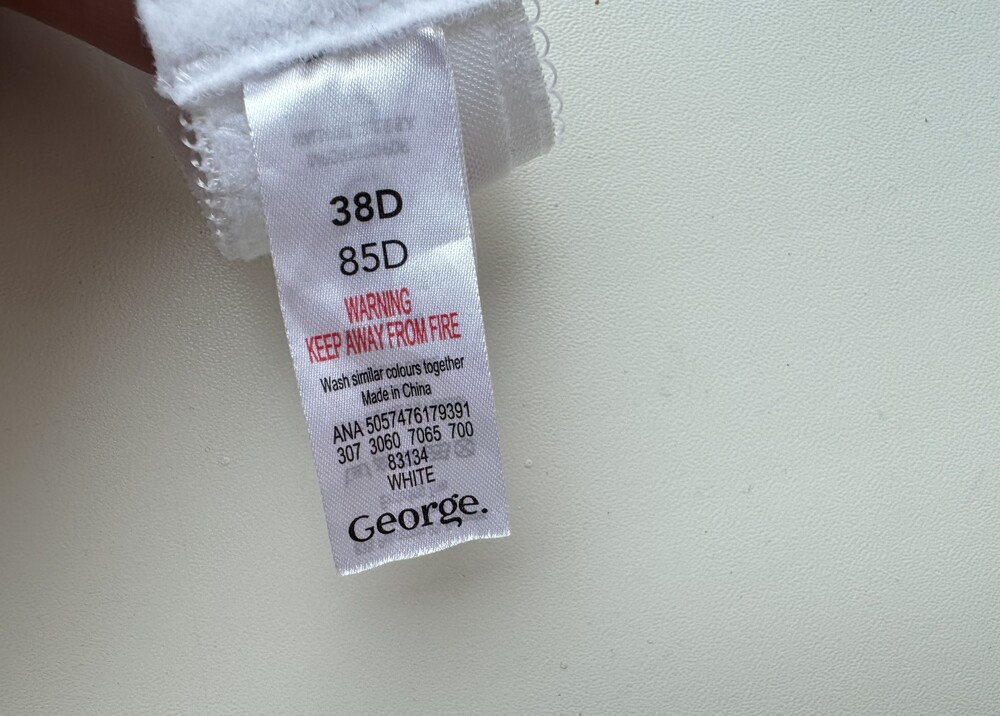 38D
85D
WARNING
KEEP AWAY FROM FIRE
Wash similar colours together
Made in China
ANA 5057476179391
307 3060 7065 700
83134
WHITE
George.